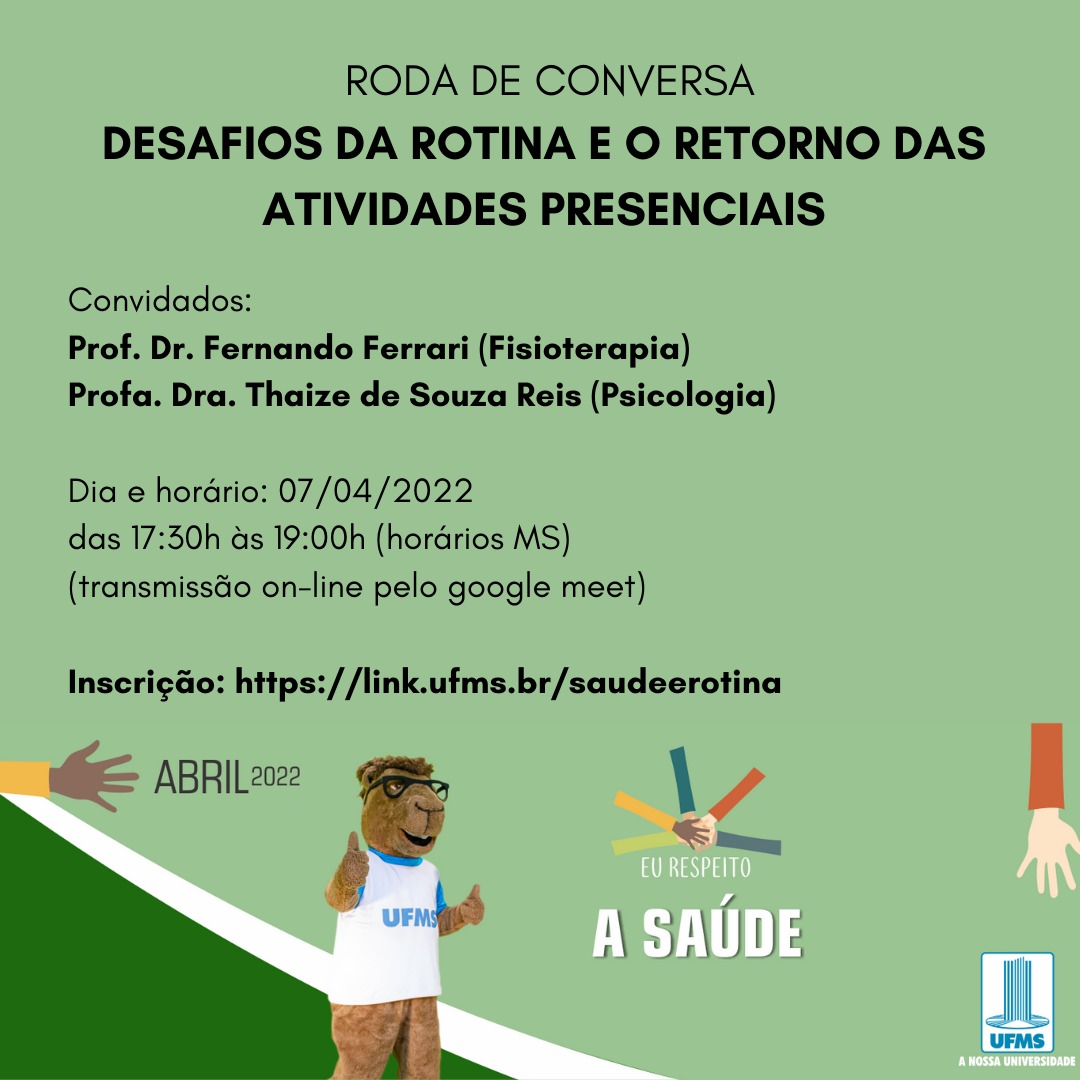 RODA DE CONVERSA
DESAFIOS DA ROTINA E O RETORNO DAS
ATIVIDADES PRESENCIAIS
Convidados:
Prof. Dr. Fernando Ferrari (Fisioterapia)
Profa. Dra. Thaize de Souza Reis (Psicologia)
Dia e horário: 07/04/2022
das 17:30h às 19:00h (horários MS)
(transmissão on-line pelo google meet)
Inscrição: https://link.ufms.br/saudeerotina
ABRIL 2022
UFMS
EU RESPEITO
A SAÚDE
UFMS
A NOSSA UNIVERSIDADE